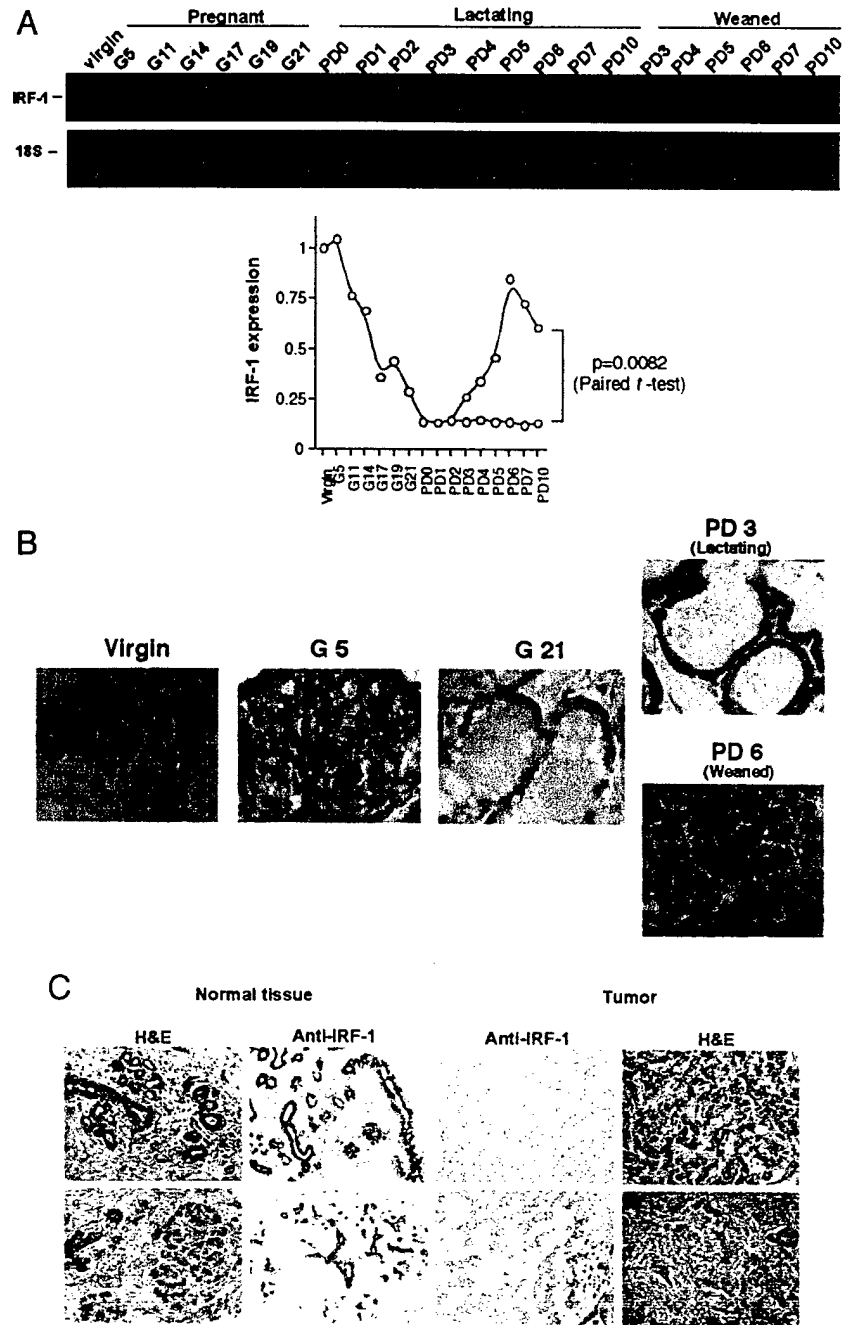 A
Pregnant Lactating Weaned
virgin G5 G11 G14 G17 G19 G21 PD0 PD1 PD2 PD3 PD4 PD5 PD6 PD7 PD10 PD3 PD4 PD5 PD6 PD7 PD10
IRF-1
18S
IRF-1 expression
1
0.75
0.5
0.25
0
p=0.0082
(Paired t-test)
Virgin G5 G11 G14 G17 G19 G21 PD0 PD1 PD2 PD3 PD4 PD5 PD6 PD7 PD10
B
PD 3
(Lactating)
Virgin G 5 G 21
PD 6
(Weaned)
C
Normal tissue Tumor
H&E Anti-IRF-1 Anti-IRF-1 H&E